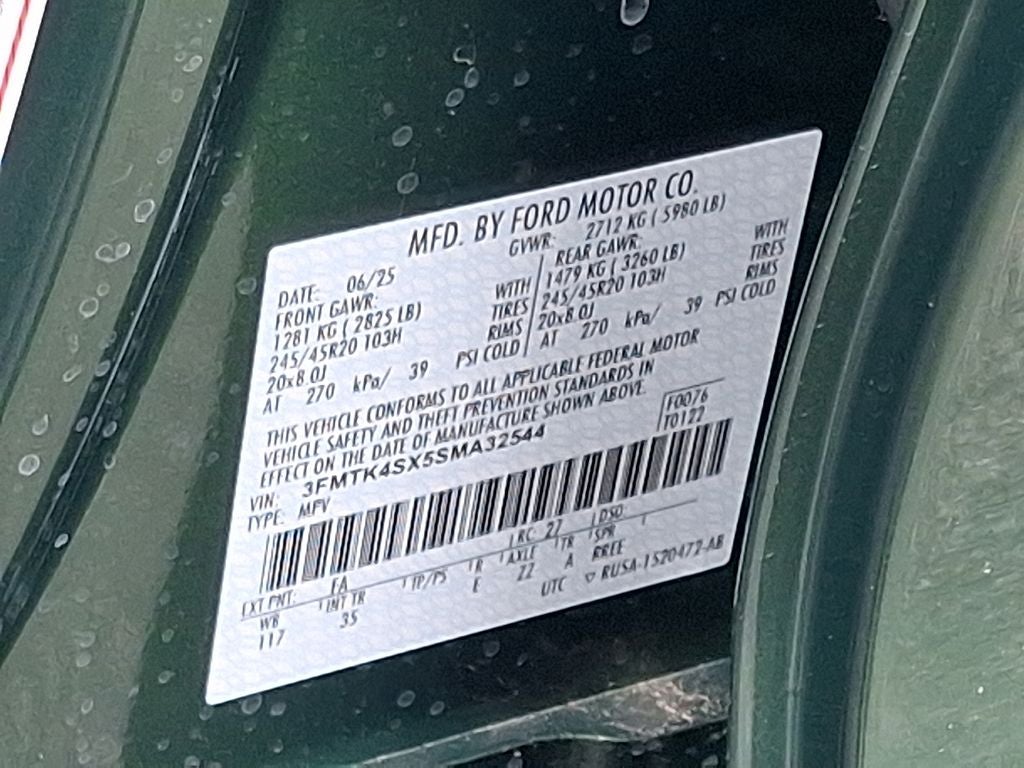 MFD. BY FORD MOTOR CO.
DATE: 06/25 GVWR: 2712 KG ( 5980 LB)
FRONT GAWR: WITH REAR GAWR: WITH
1281 KG ( 2825 LB) TIRES 1479 KG ( 3260 LB) TIRES
245/45R20 103H RIMS 245/45R20 103H RIMS
20x8.0J 20x8.0J
AT 270 kPa/ 39 PSI COLD AT 270 kPa/ 39 PSI COLD
THIS VEHICLE CONFORMS TO ALL APPLICABLE FEDERAL MOTOR
VEHICLE SAFETY AND THEFT PREVENTION STANDARDS IN
EFFECT ON THE DATE OF MANUFACTURE SHOWN ABOVE.
VIN: 3FMTK4SX5SMA32544 F0076
TYPE: MPV T0122
EXT PNT: FA RC: 27 DSO:
WB INT TR TP/PS R AXLE TR SPR
117 35 E 22 A RREE
UTC ▽ RUSA-1520472-AB